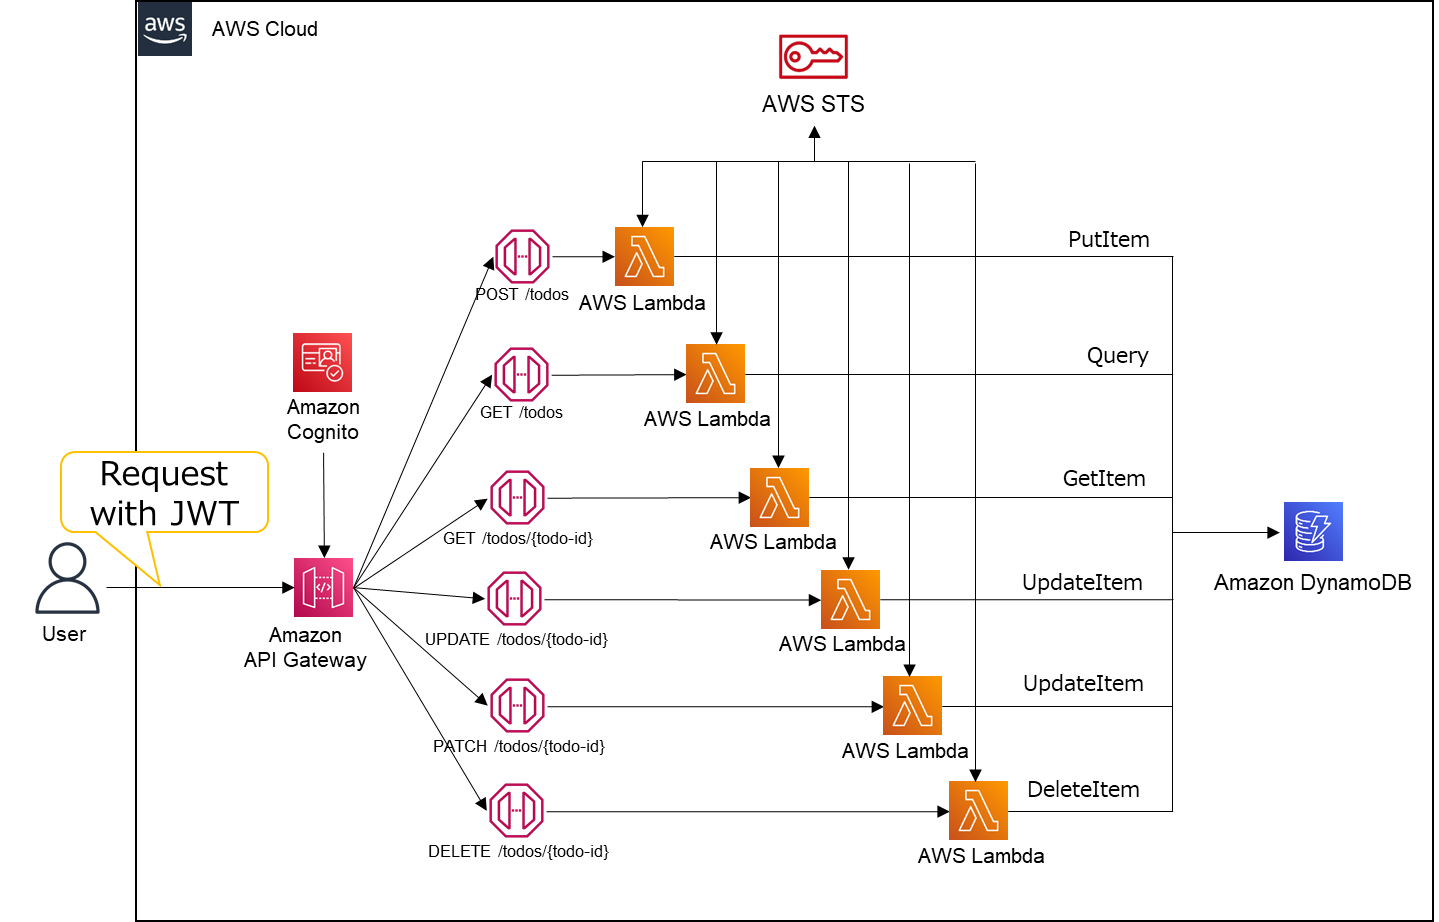 aws
AWS Cloud
AWS STS
PutItem
POST /todos
AWS Lambda
Query
GET /todos
AWS Lambda
Amazon
Cognito
Request
with JWT
GetItem
GET /todos/{todo-id}
AWS Lambda
User
Amazon
API Gateway
UpdateItem
UPDATE /todos/{todo-id}
AWS Lambda
Amazon DynamoDB
UpdateItem
PATCH /todos/{todo-id}
AWS Lambda
DeleteItem
DELETE /todos/{todo-id}
AWS Lambda